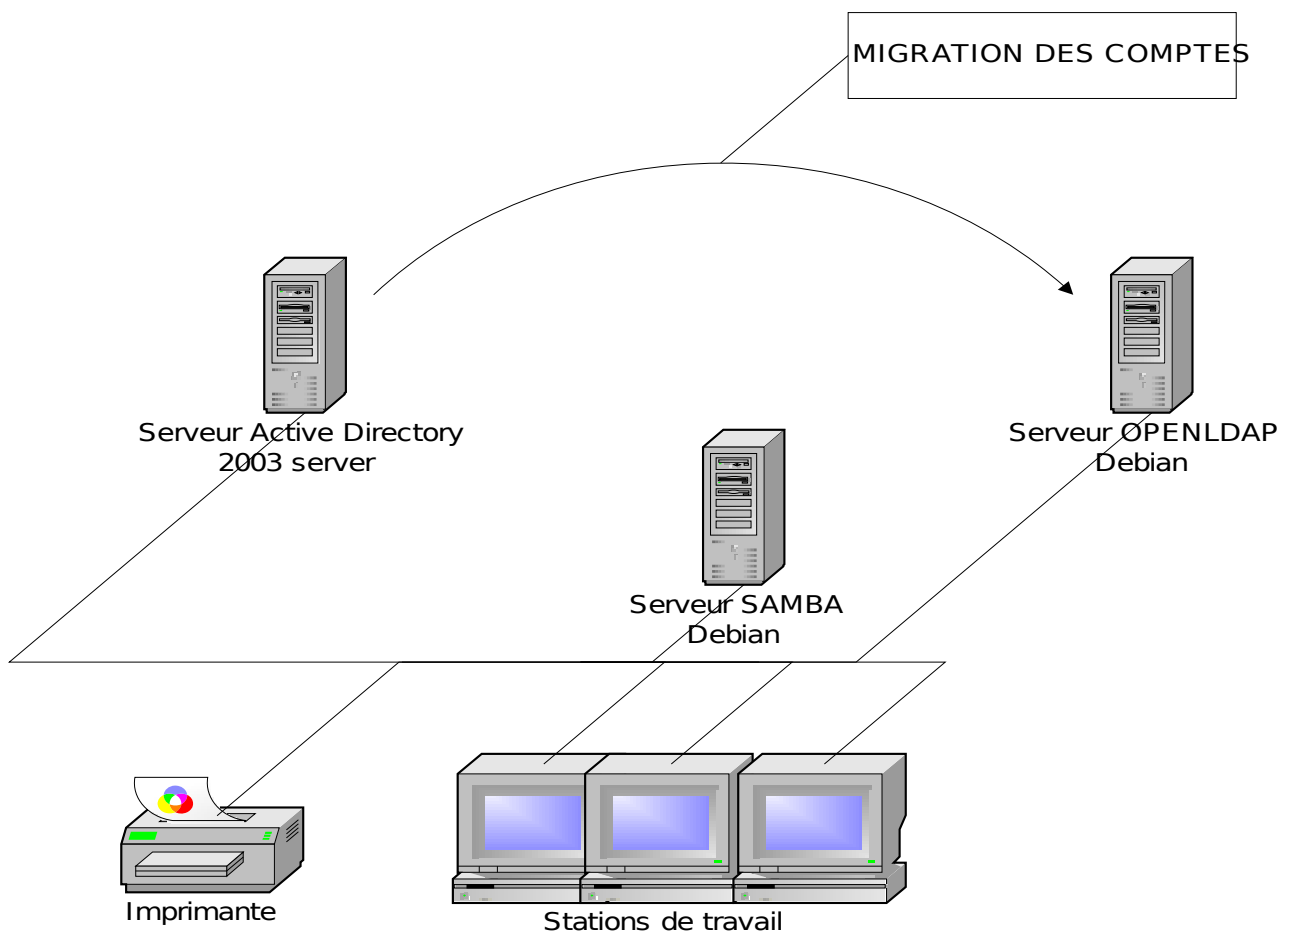 MIGRATION DES COMPTES
Serveur Active Directory
2003 server
Serveur OPENLDAP
Debian
Serveur SAMBA
Debian
Imprimante
Stations de travail